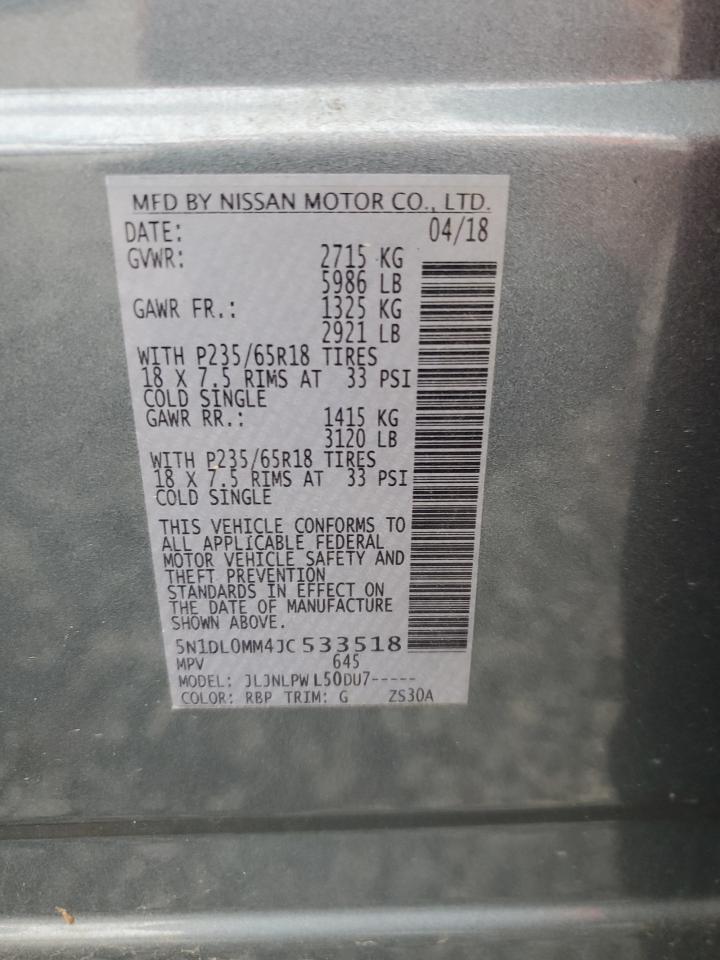 MFD BY NISSAN MOTOR CO., LTD.
DATE: 04/18
GVWR: 2715 KG
5986 LB
GAWR FR.: 1325 KG
2921 LB
WITH P235/65R18 TIRES
18 X 7.5 RIMS AT 33 PSI
COLD SINGLE
GAWR RR.: 1415 KG
3120 LB
WITH P235/65R18 TIRES
18 X 7.5 RIMS AT 33 PSI
COLD SINGLE
THIS VEHICLE CONFORMS TO
ALL APPLICABLE FEDERAL
MOTOR VEHICLE SAFETY AND
THEFT PREVENTION
STANDARDS IN EFFECT ON
THE DATE OF MANUFACTURE
SHOWN ABOVE.
5N1DL0MM4JC533518
MPV 645
MODEL: JLJNLPWL50DU7-----
COLOR: RBP TRIM: G ZS30A